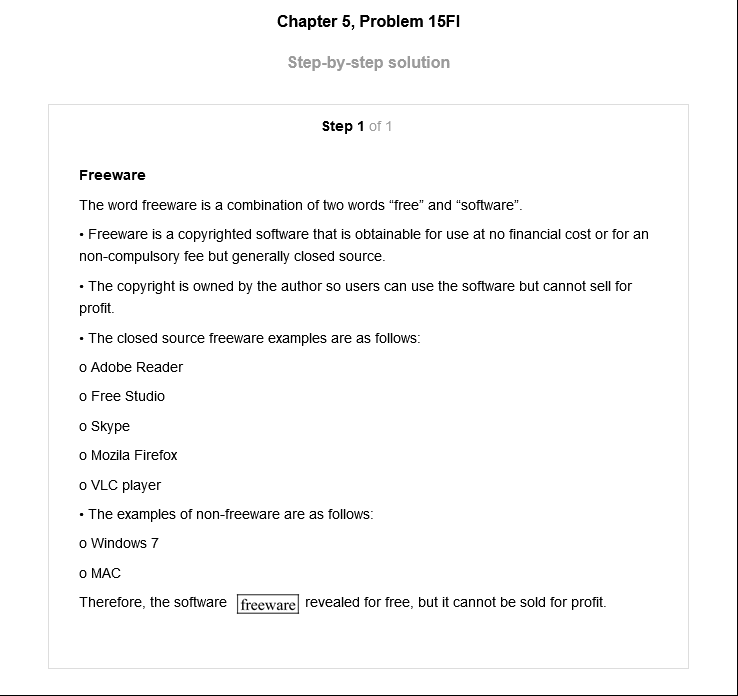 Chapter 5, Problem 15FI
Step-by-step solution
Step 1 of 1
Freeware
The word freeware is a combination of two words “free” and “software”.
• Freeware is a copyrighted software that is obtainable for use at no financial cost or for an
non-compulsory fee but generally closed source.
• The copyright is owned by the author so users can use the software but cannot sell for
profit.
• The closed source freeware examples are as follows:
o Adobe Reader
o Free Studio
o Skype
o Mozila Firefox
o VLC player
• The examples of non-freeware are as follows:
o Windows 7
o MAC
Therefore, the software freeware revealed for free, but it cannot be sold for profit.